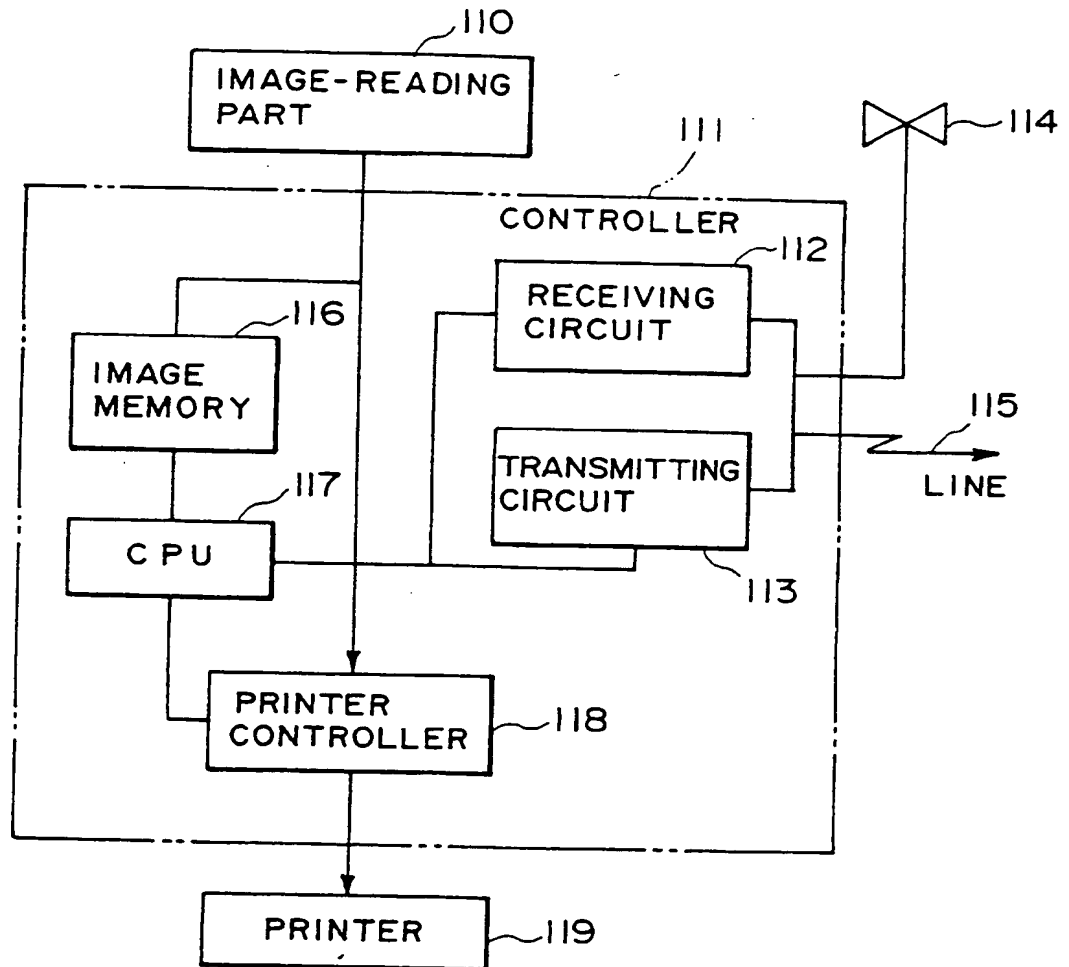 110
IMAGE-READING
PART
111
114
CONTROLLER
112
RECEIVING
CIRCUIT
116
IMAGE
MEMORY
115
LINE
TRANSMITTING
CIRCUIT
117
CPU
113
PRINTER
CONTROLLER
118
PRINTER
119